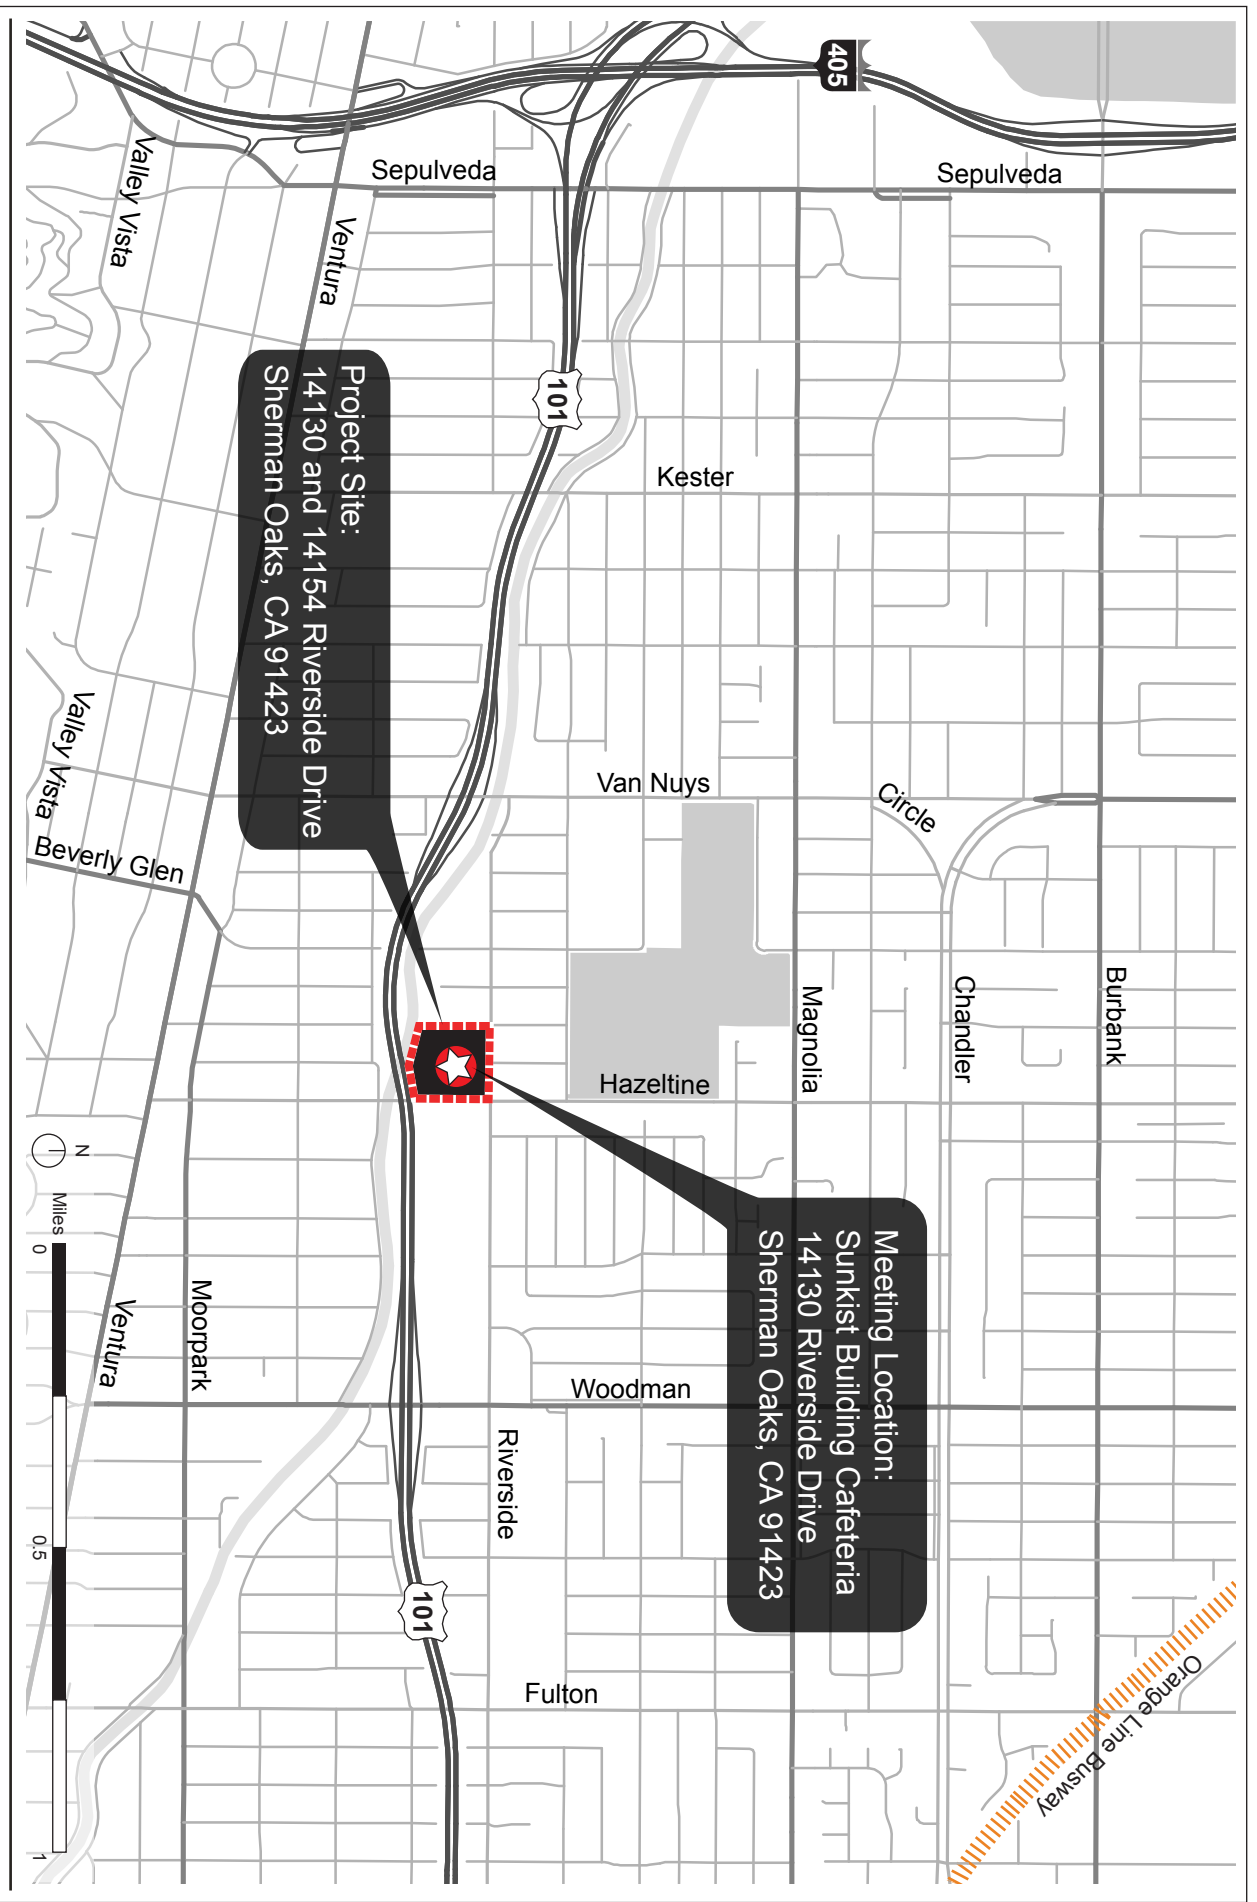 405
Sepulveda
Sepulveda
Valley Vista
Ventura
101
Project Site:
14130 and 14154 Riverside Drive
Sherman Oaks, CA 91423
Kester
Valley Vista
Van Nuys
Circle
Beverly Glen
Burbank
Chandler
Magnolia
Hazeltine
N
Miles
0
0.5
1
Meeting Location:
Sunkist Building Cafeteria
14130 Riverside Drive
Sherman Oaks, CA 91423
Moorpark
Ventura
Woodman
Riverside
101
Fulton
Orange Line Busway